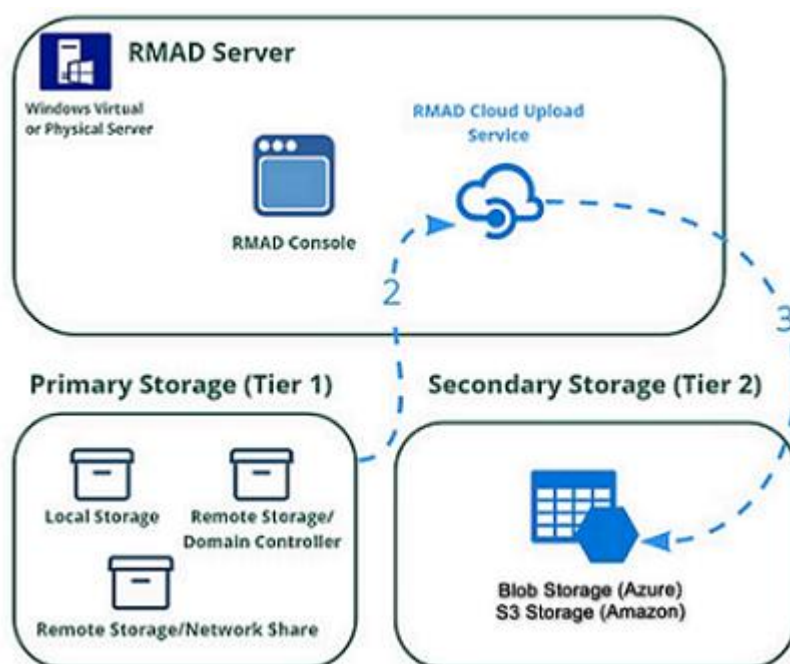 RMAD Server
Windows Virtual
or Physical Server
RMAD Cloud Upload
Service
RMAD Console
2
3
Primary Storage (Tier 1)
Secondary Storage (Tier 2)
Local Storage
Remote Storage/
Domain Controller
Remote Storage/Network Share
Blob Storage (Azure)
S3 Storage (Amazon)